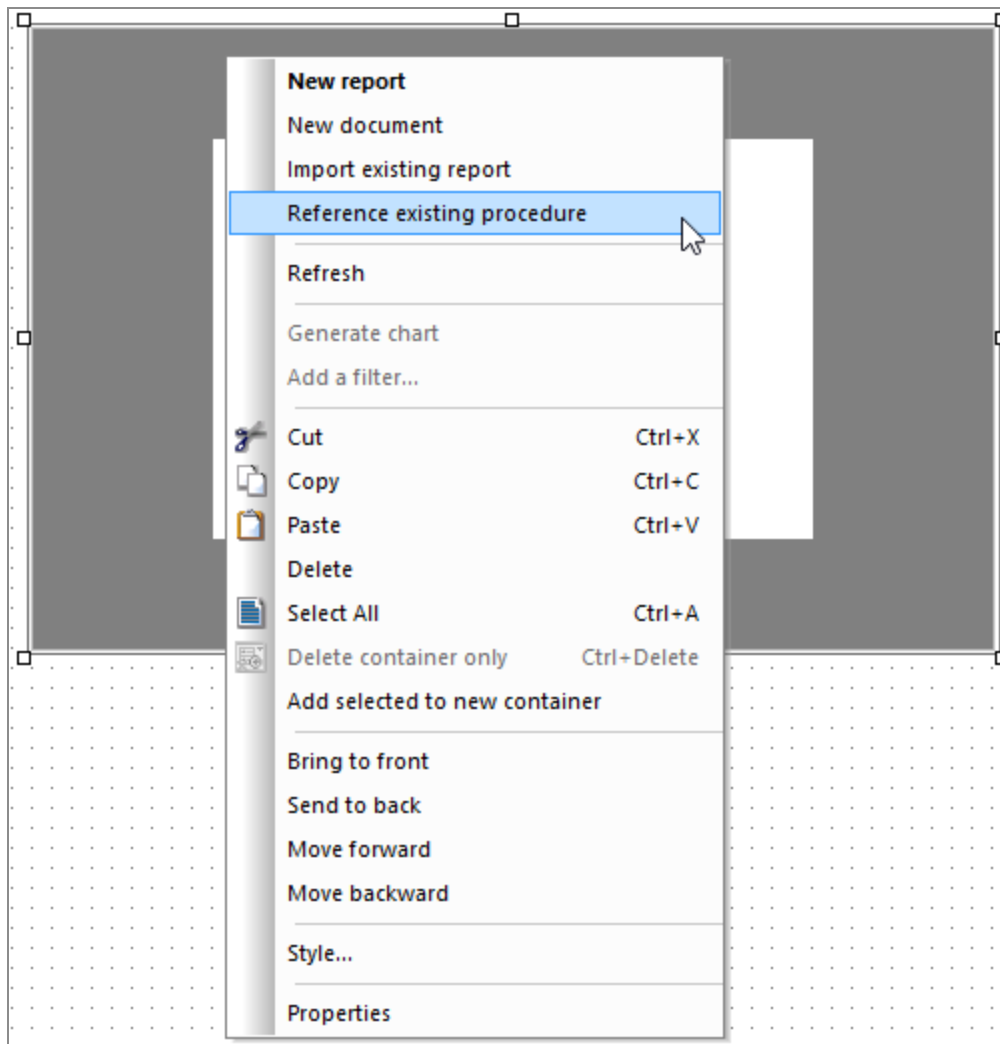 New report
New document
Import existing report
Reference existing procedure
Refresh
Generate chart
Add a filter...
Cut Ctrl+X
Copy Ctrl+C
Paste Ctrl+V
Delete
Select All Ctrl+A
Delete container only Ctrl+Delete
Add selected to new container
Bring to front
Send to back
Move forward
Move backward
Style...
Properties